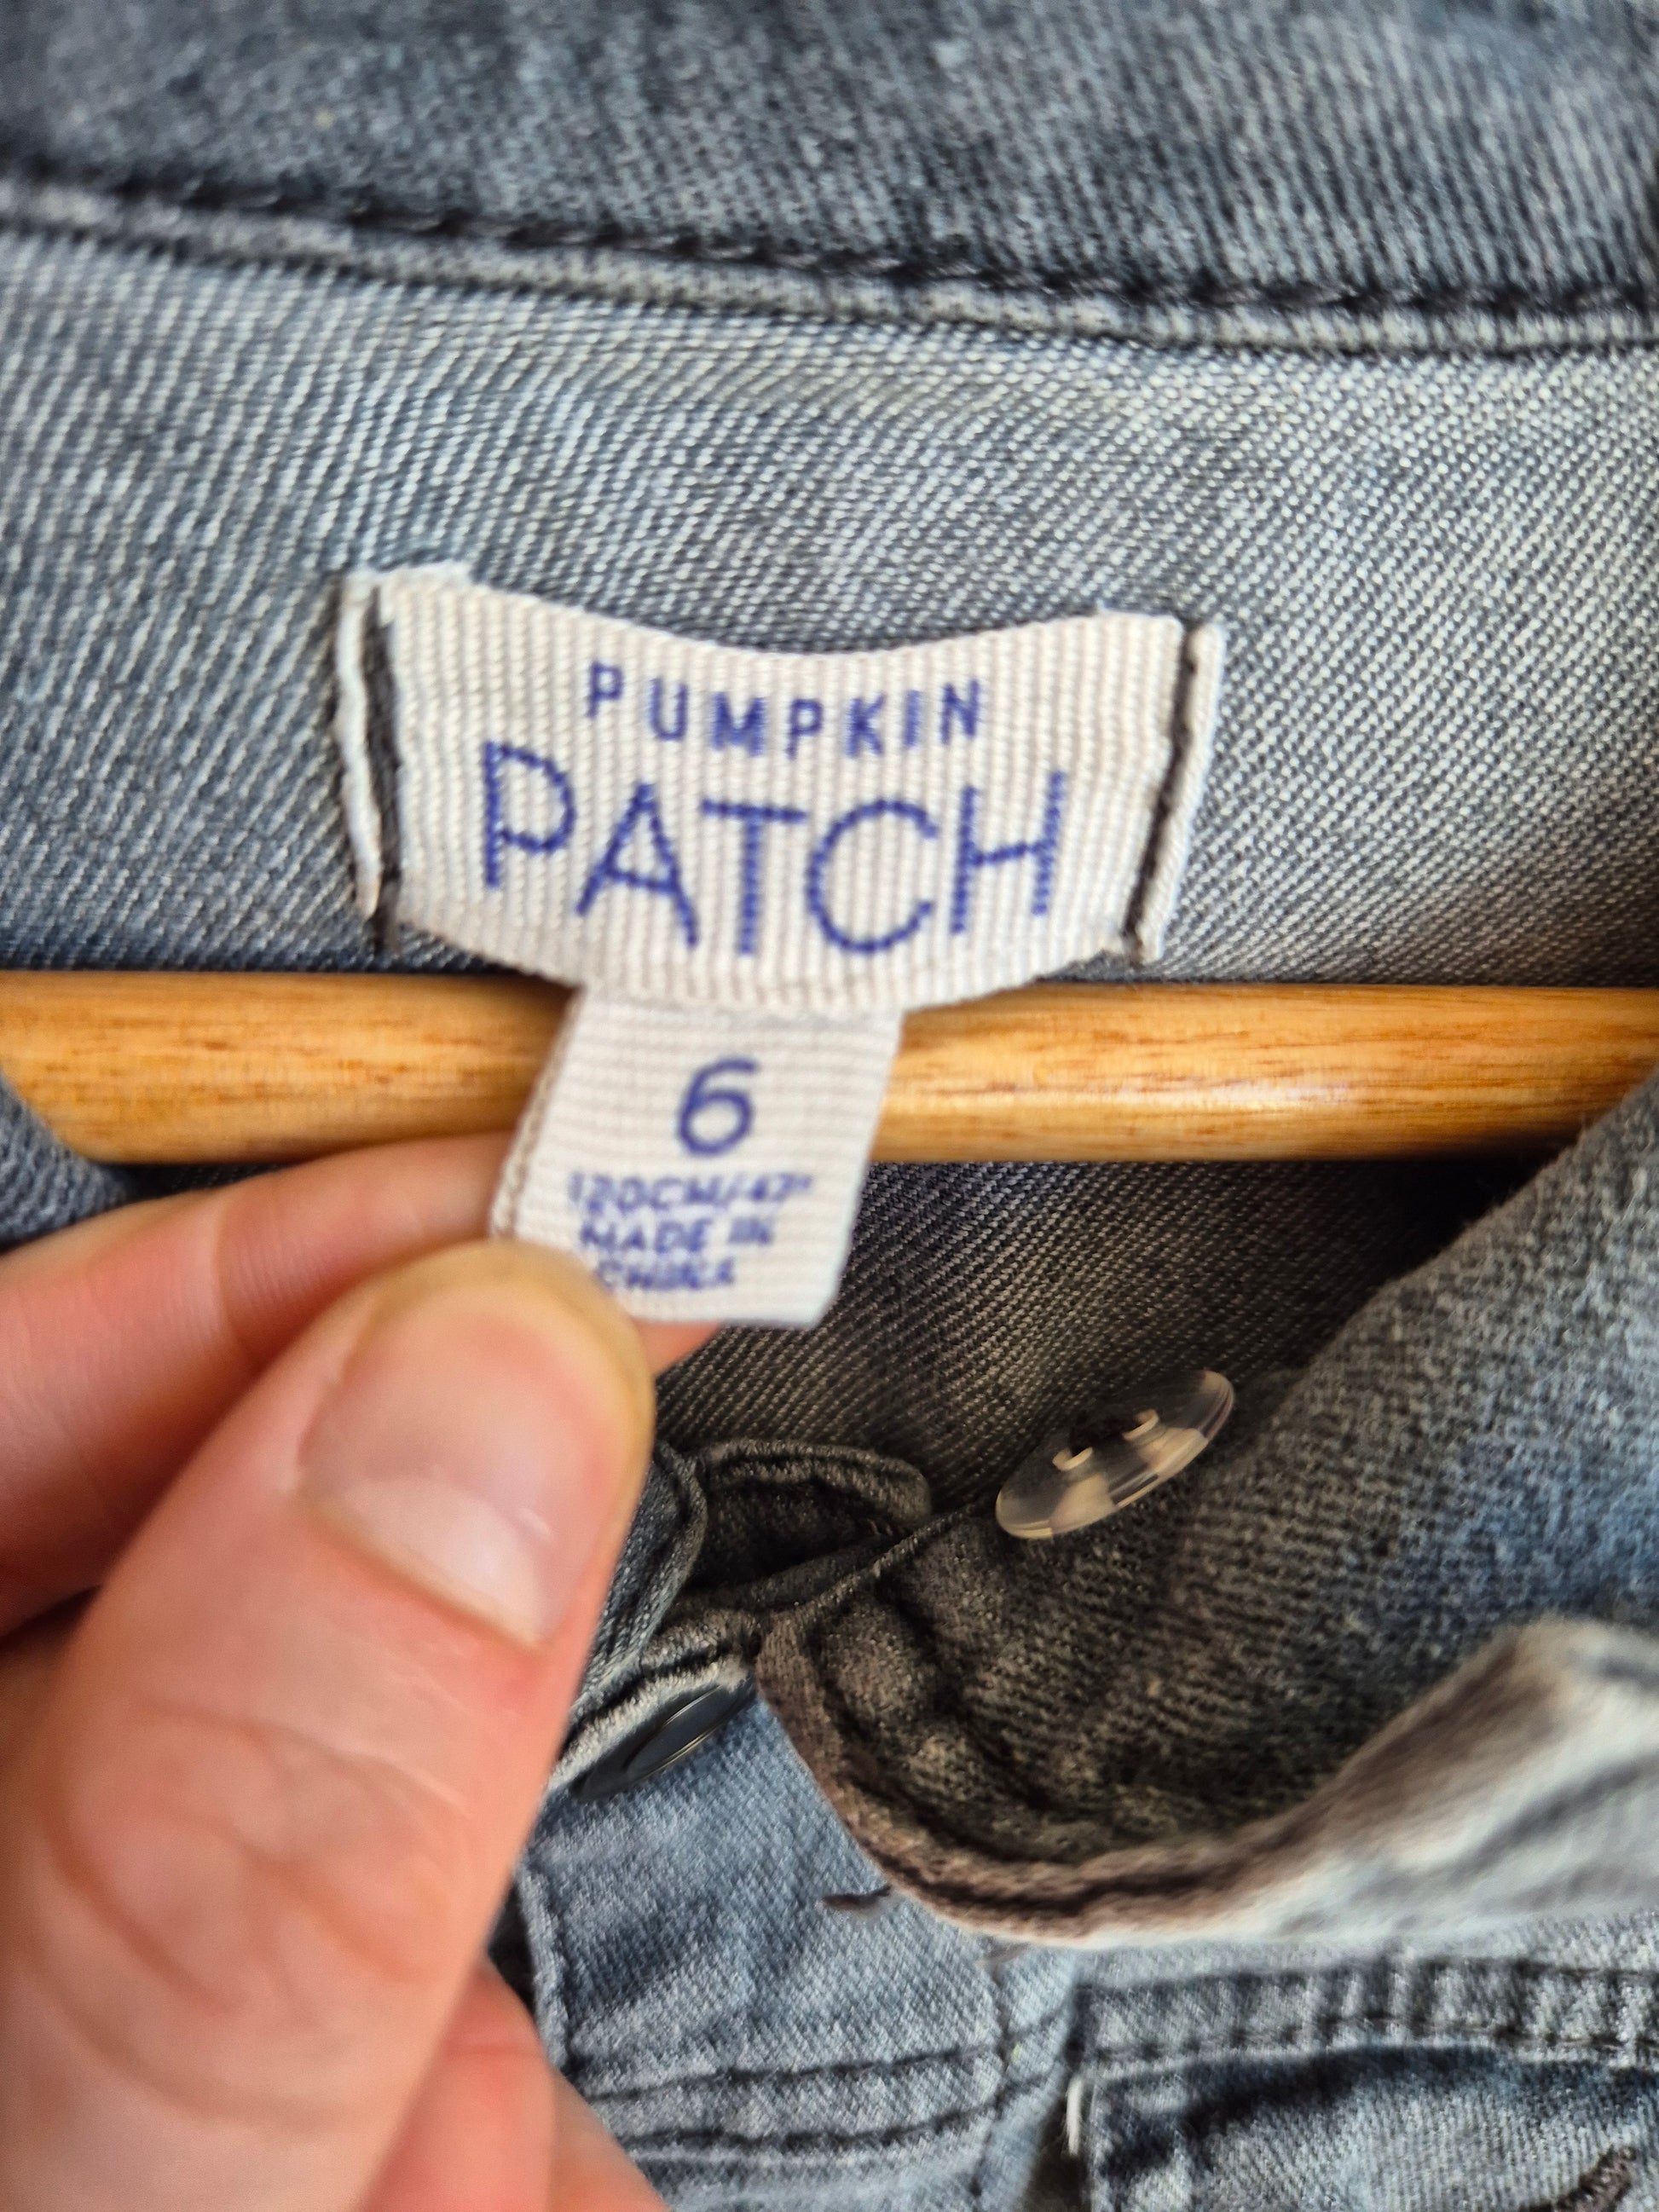 PUMPKIN
PATCH
6
120CM/47"
MADE IN
CHINA